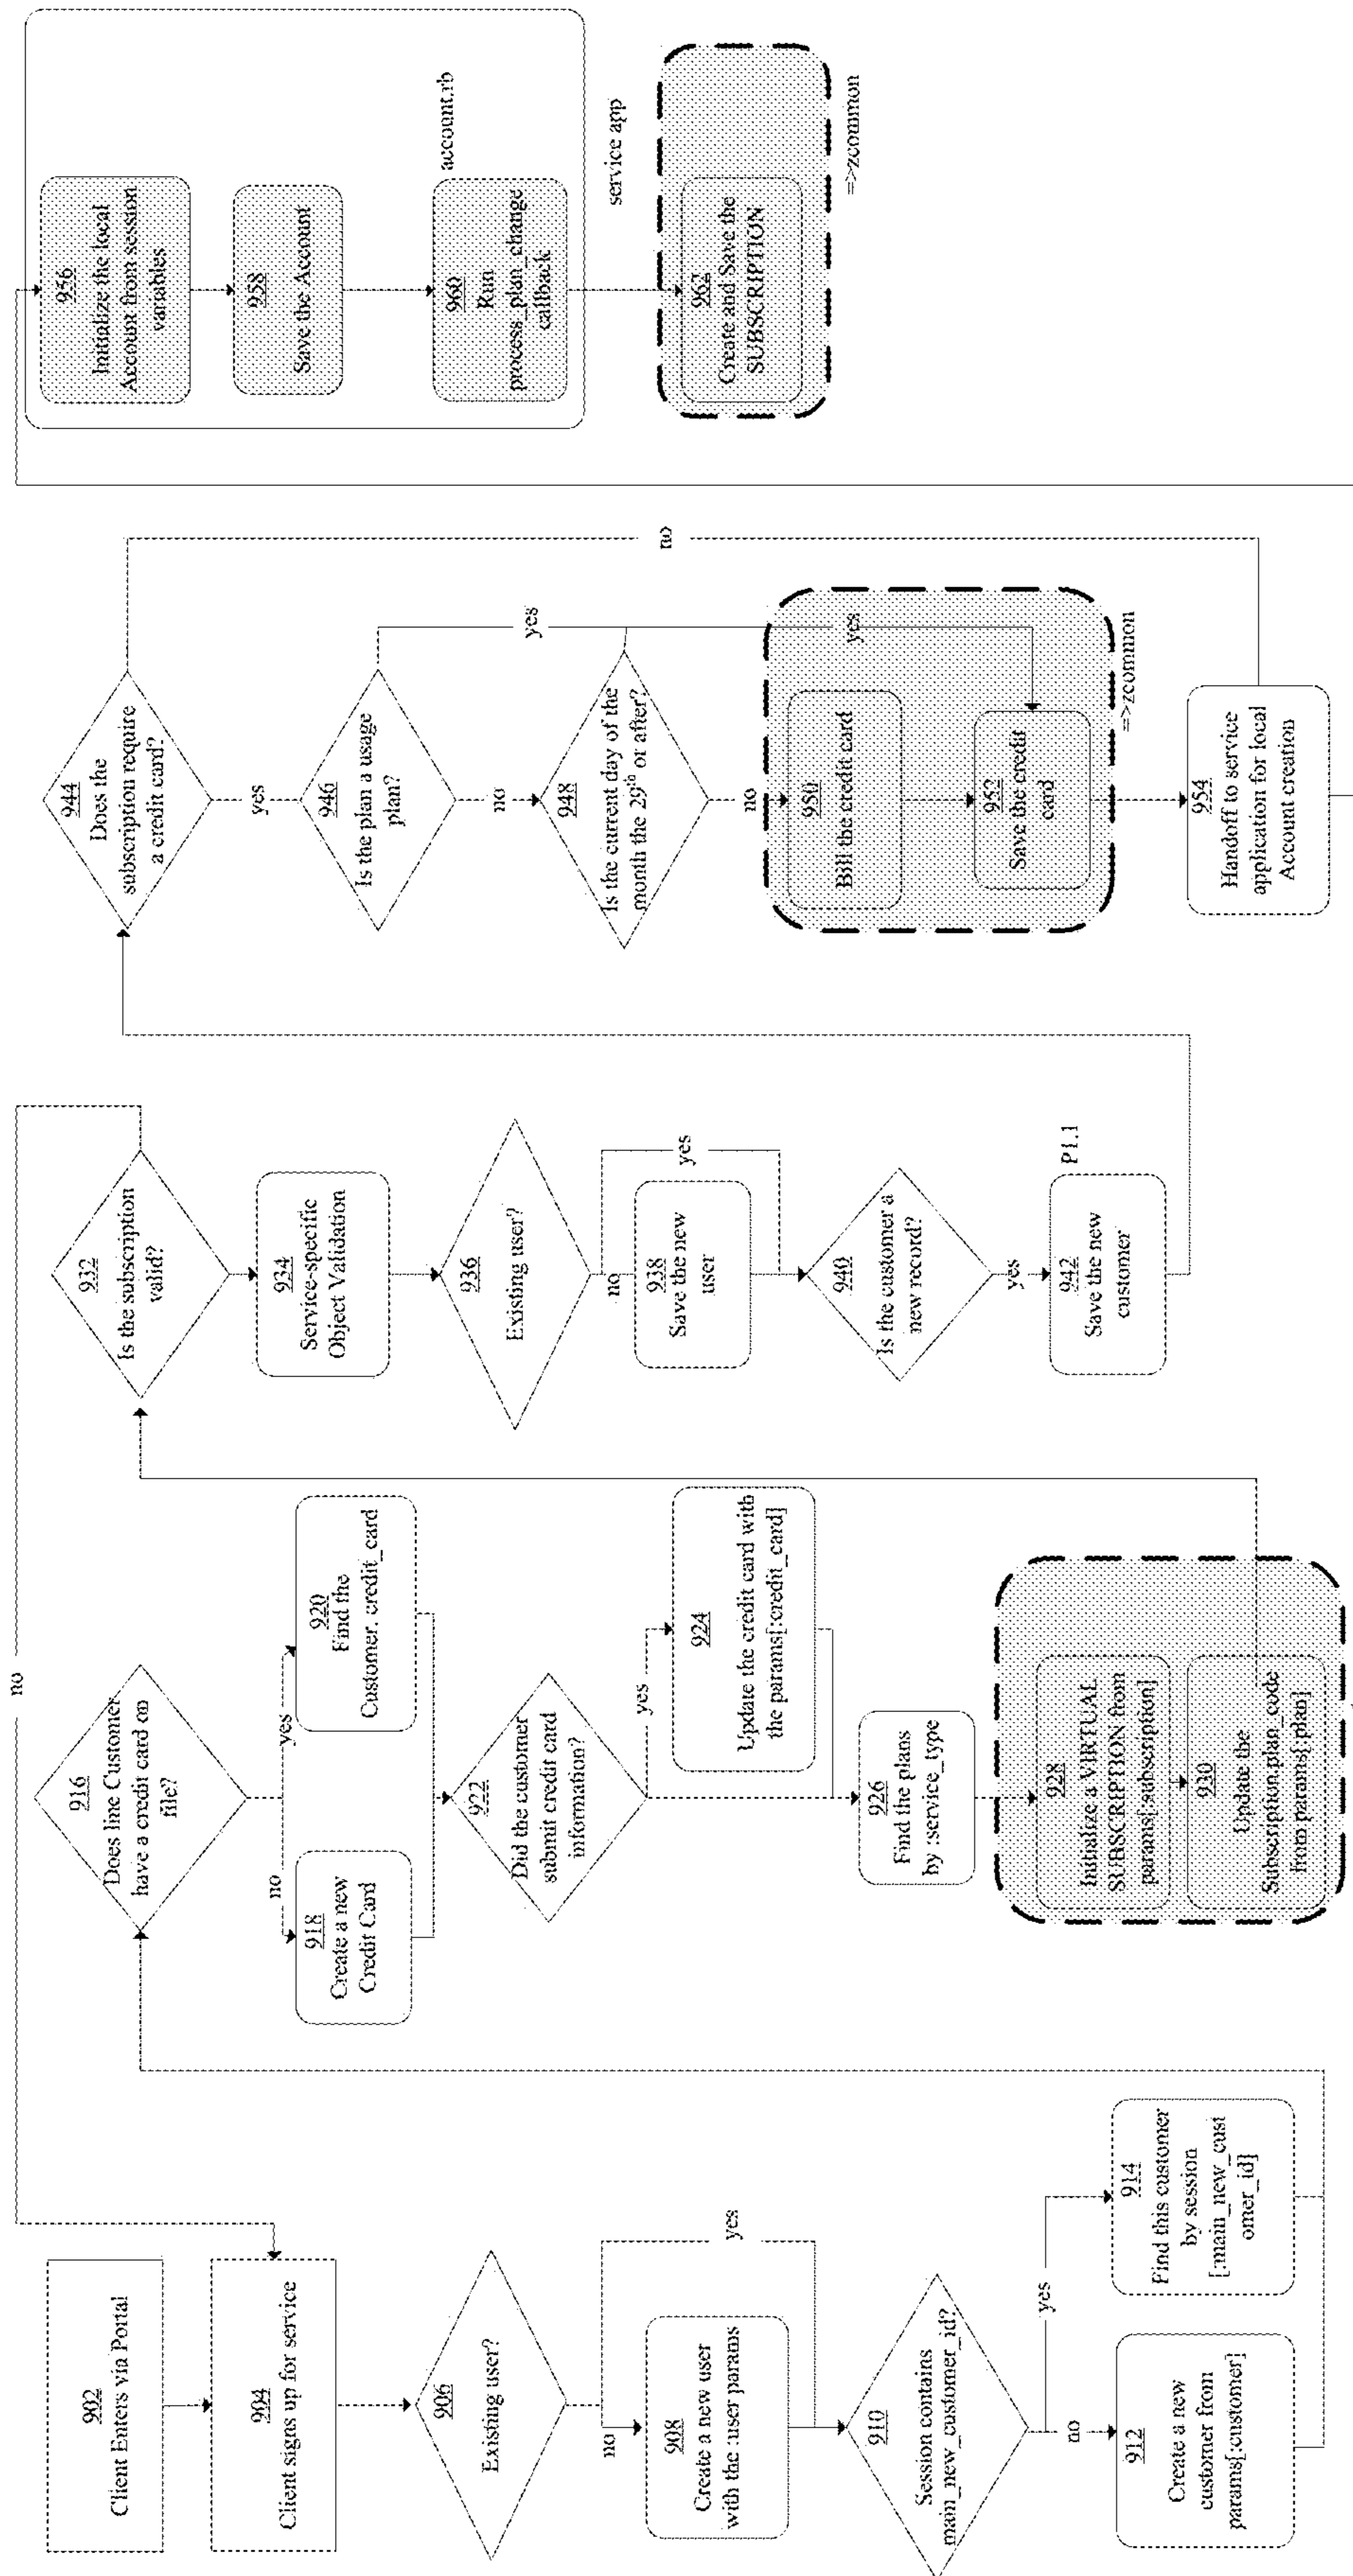 902
Client Enters via Portal
904
Client signs up for service
906
Existing user?
no
yes
908
Create a new user
with the :user params
910
Session contains
main_new_customer_id?
no
yes
912
Create a new
customer from
params[:customer]
914
Find this customer
by session
[:main_new_cust
omer_id]
no
916
Does line Customer
have a credit card on
file?
no
yes
918
Create a new
Credit Card
920
Find the
Customer. credit_card
922
Did the customer
submit credit card
information?
yes
924
Update the credit card with
the params[:credit_card]
926
Find the plans
by :service_type
928
Initialize a VIRTUAL
SUBSCRIPTION from
params[:subscription]
930
Update the
Subscription.plan_code
from params[:plan]
932
Is the subscription
valid?
934
Service-specific
Object Validation
936
Existing user?
no
yes
938
Save the new
user
940
Is the customer a
new record?
yes
942
Save the new
customer
P1.1
944
Does the
subscription require
a credit card?
yes
no
946
Is the plan a usage
plan?
no
yes
948
Is the current day of the
month the 29th or after?
no
yes
950
Bill the credit card
952
Save the credit
card
=>zcommon
954
Handoff to service
application for local
Account creation
956
Initialize the local
Account from session
variables
958
Save the Account
960
Run
process_plan_change
callback
account.rb
service app
962
Create and Save the
SUBSCRIPTION
=>zcommon